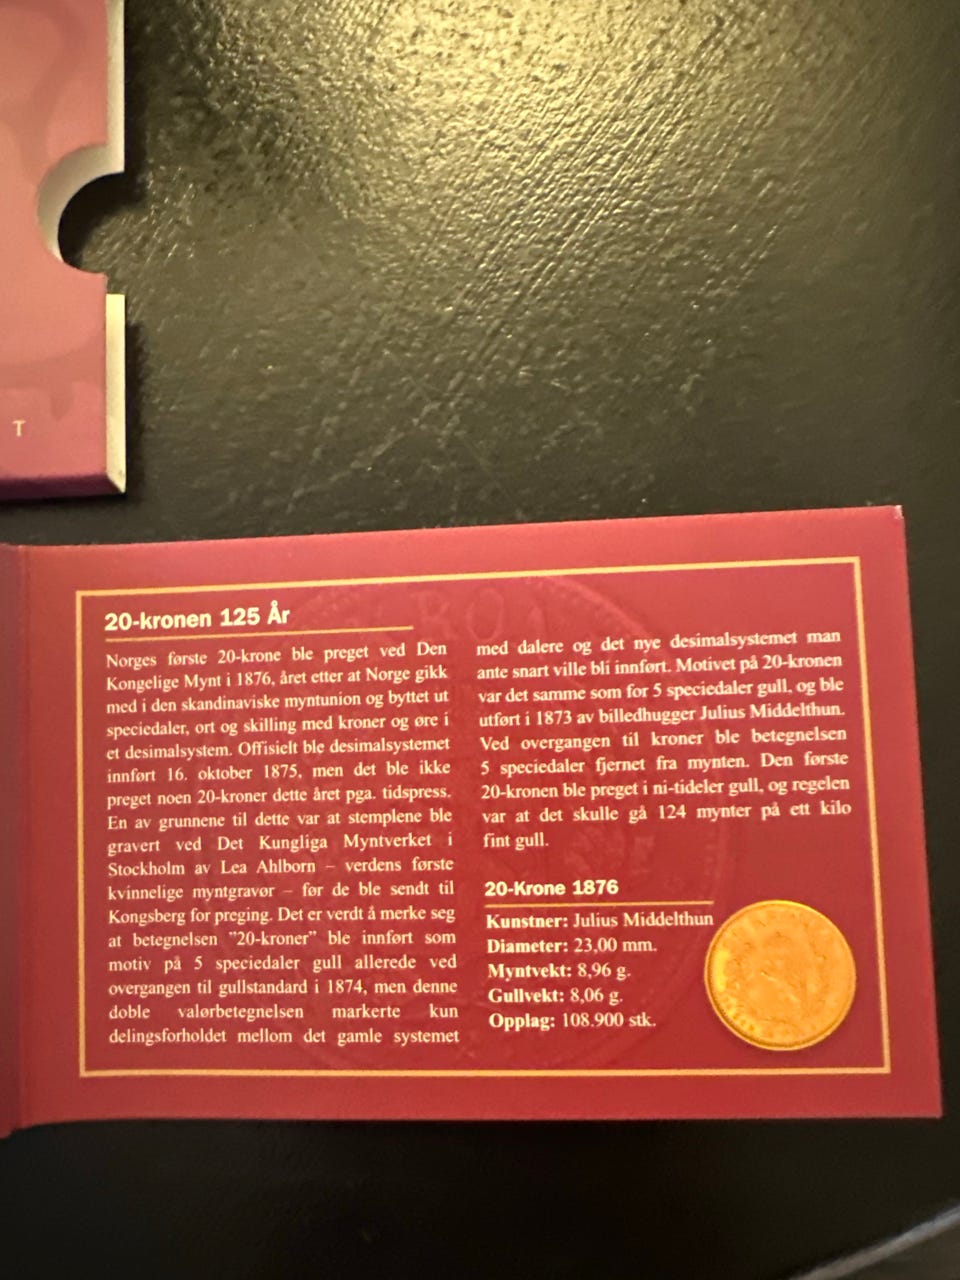 T
20-kronen 125 År
Norges første 20-krone ble preget ved Den
Kongelige Mynt i 1876, året etter at Norge gikk
med i den skandinaviske myntunion og byttet ut
speciedaler, ort og skilling med kroner og øre i
et desimalsystem. Offisielt ble desimalsystemet
innført 16. oktober 1875, men det ble ikke
preget noen 20-kroner dette året pga. tidspress.
En av grunnene til dette var at stemplene ble
gravert ved Det Kungliga Myntverket i
Stockholm av Lea Ahlborn – verdens første
kvinnelige myntgravør – før de ble sendt til
Kongsberg for preging. Det er verdt å merke seg
at betegnelsen "20-kroner" ble innført som
motiv på 5 speciedaler gull allerede ved
overgangen til gullstandard i 1874, men denne
doble valørbetegnelsen markerte kun
delingsforholdet mellom det gamle systemet
med dalere og det nye desimalsystemet man
ante snart ville bli innført. Motivet på 20-kronen
var det samme som for 5 speciedaler gull, og ble
utført i 1873 av billedhugger Julius Middelthun.
Ved overgangen til kroner ble betegnelsen
5 speciedaler fjernet fra mynten. Den første
20-kronen ble preget i ni-tideler gull, og regelen
var at det skulle gå 124 mynter på ett kilo
fint gull.
20-Krone 1876
Kunstner: Julius Middelthun
Diameter: 23,00 mm.
Myntvekt: 8,96 g.
Gullvekt: 8,06 g.
Opplag: 108.900 stk.